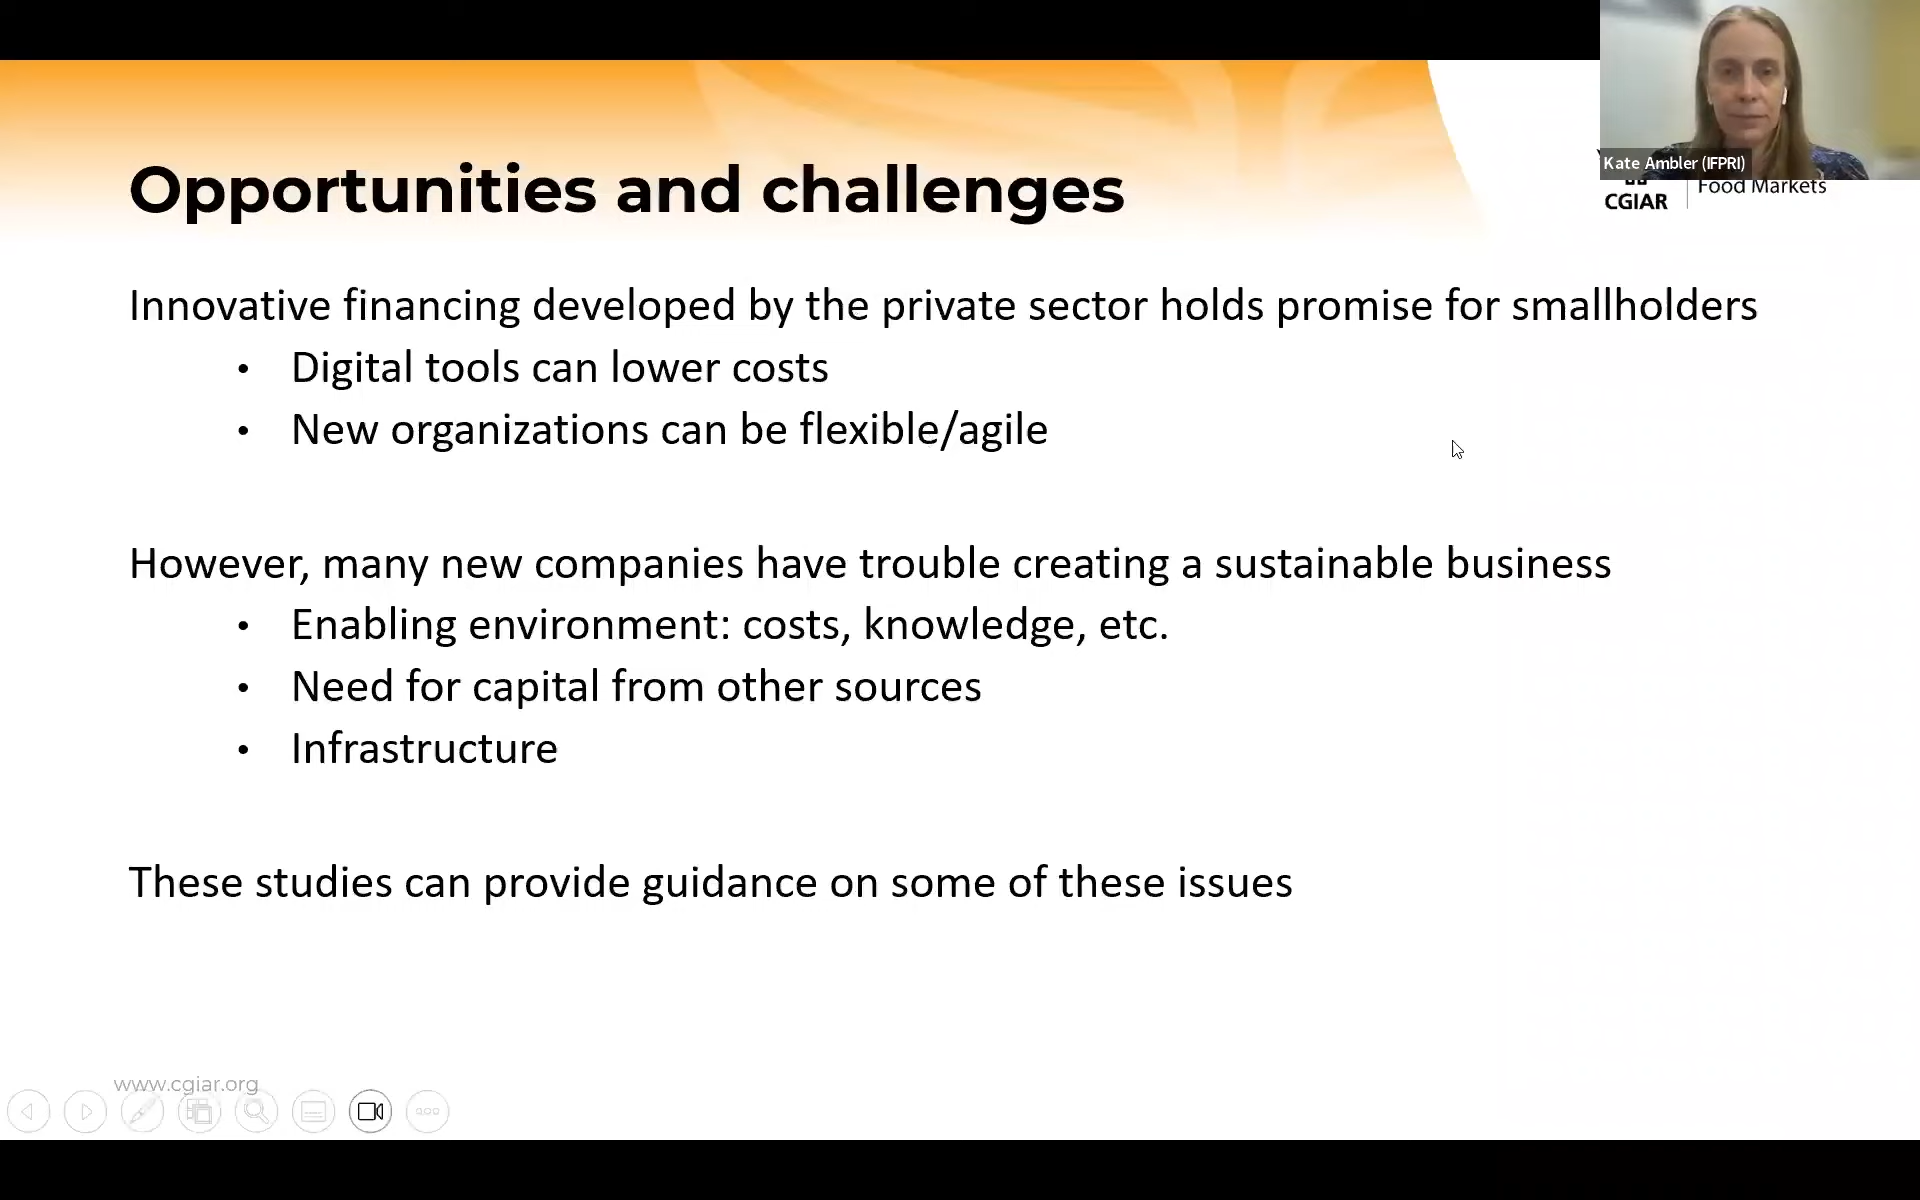 Kate Ambler (IFPRI)
CGIAR
Food Markets
Opportunities and challenges
Innovative financing developed by the private sector holds promise for smallholders
• Digital tools can lower costs
• New organizations can be flexible/agile
However, many new companies have trouble creating a sustainable business
• Enabling environment: costs, knowledge, etc.
• Need for capital from other sources
• Infrastructure
These studies can provide guidance on some of these issues
www.cgiar.org